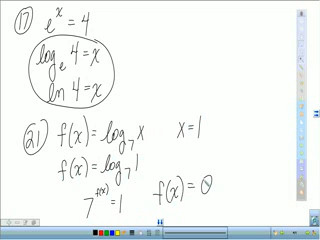 17 e^x = 4
log_e 4 = x
ln 4 = x
21 f(x) = log_7 x x = 1
f(x) = log_7 1
7^f(x) = 1 f(x) = 0